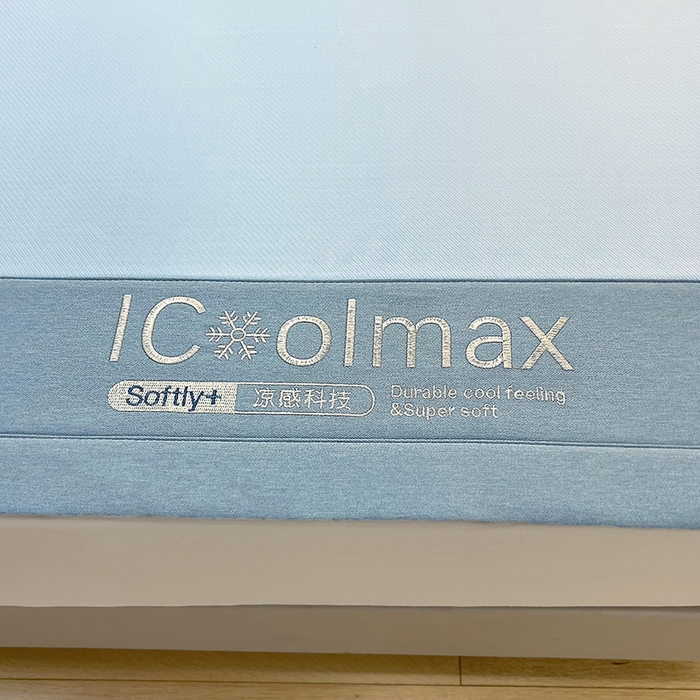 ICoolmax
Softly+ 凉感科技 Durable cool feeling
&Super soft